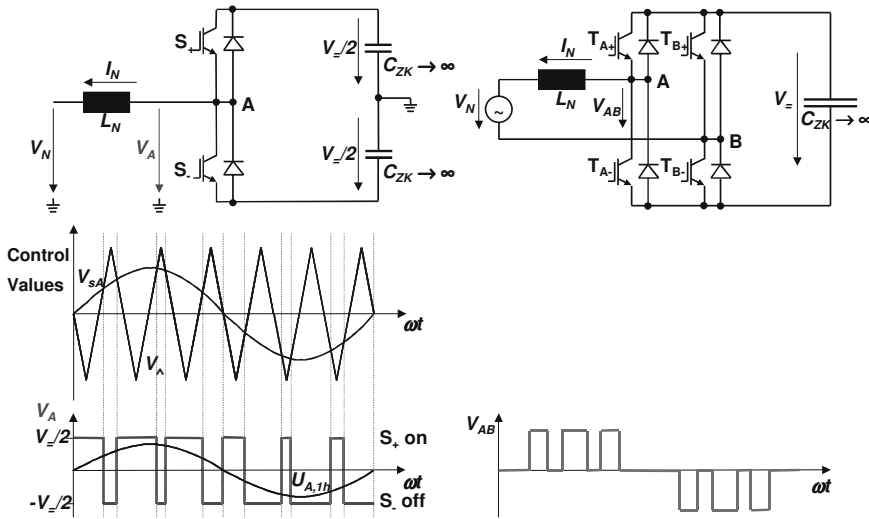 S+
V=/2
C_ZK → ∞
I_N
A
L_N
V_N
V_A
S-
V=/2
C_ZK → ∞
T_A+
T_B+
I_N
L_N
A
V_N
~
V_AB
V=
C_ZK → ∞
B
T_A-
T_B-
Control
Values
V_sA
ωt
V_^
V_A
V=/2
S+ on
ωt
U_A,1h
-V=/2
S- off
V_AB
ωt